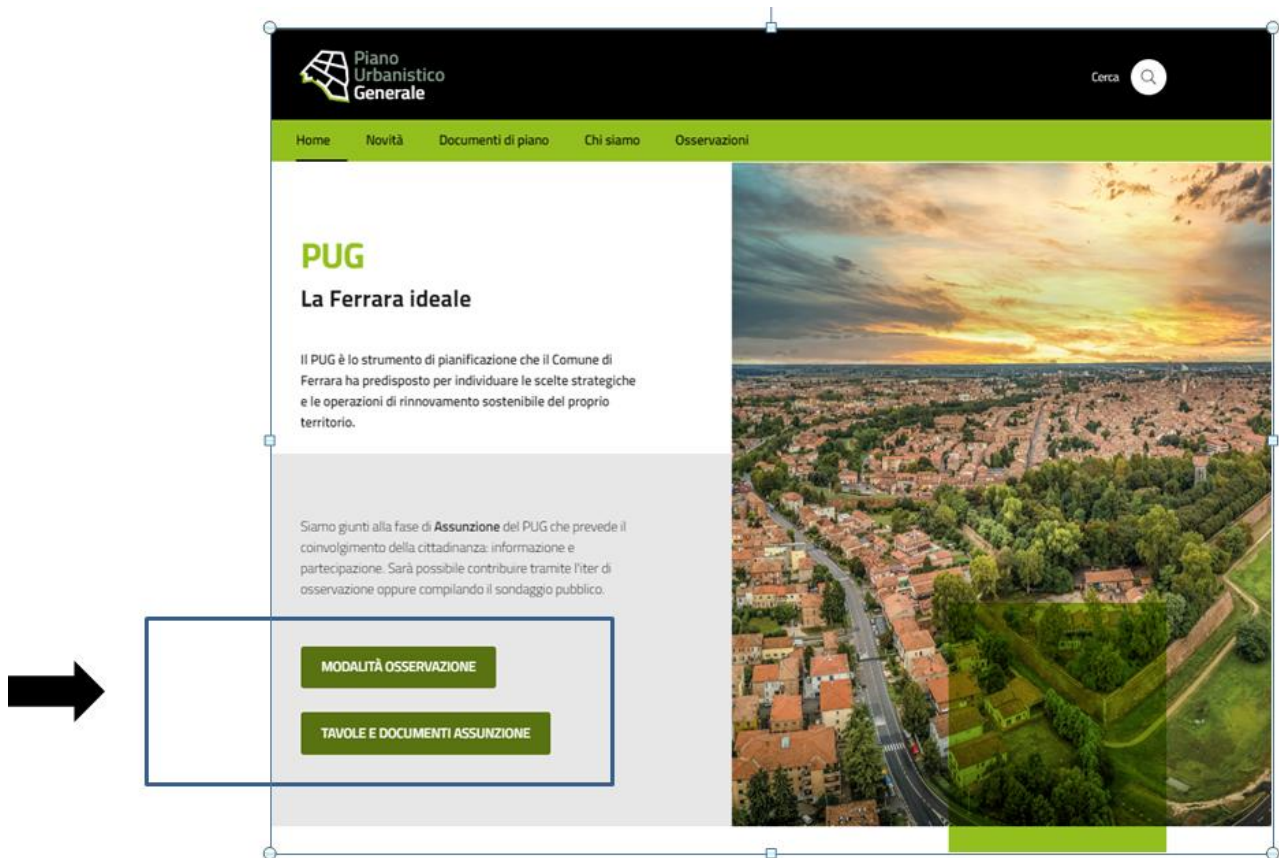 Piano
Urbanistico
Generale
Cerca
Home Novità Documenti di piano Chi siamo Osservazioni
PUG
La Ferrara ideale
Il PUG è lo strumento di pianificazione che il Comune di
Ferrara ha predisposto per individuare le scelte strategiche
e le operazioni di rinnovamento sostenibile del proprio
territorio.
Siamo giunti alla fase di Assunzione del PUG che prevede il
coinvolgimento della cittadinanza: informazione e
partecipazione. Sarà possibile contribuire tramite l'iter di
osservazione oppure compilando il sondaggio pubblico.
MODALITÀ OSSERVAZIONE
TAVOLE E DOCUMENTI ASSUNZIONE